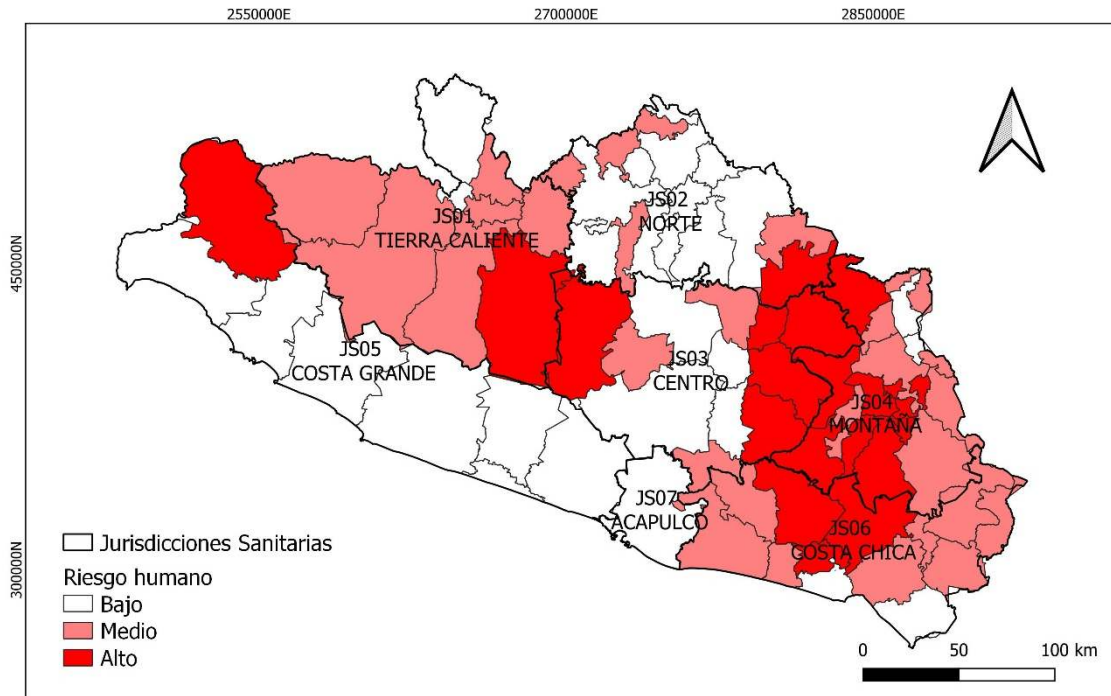 2550000E 2700000E 2850000E
450000N
300000N
JS01
TIERRA CALIENTE
JS02
NORTE
JS05
COSTA GRANDE
JS03
CENTRO
JS04
MONTAÑA
JS07
ACAPULCO
JS06
COSTA CHICA
Jurisdicciones Sanitarias
Riesgo humano
Bajo
Medio
Alto
0 50 100 km